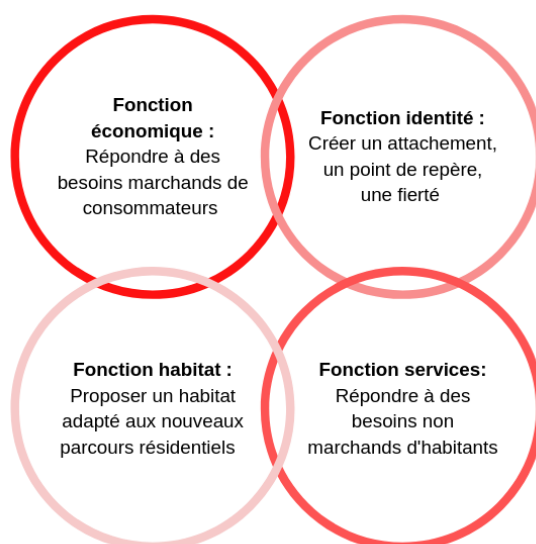 Fonction
économique :
Répondre à des
besoins marchands de
consommateurs
Fonction identité :
Créer un attachement,
un point de repère,
une fierté
Fonction habitat :
Proposer un habitat
adapté aux nouveaux
parcours résidentiels
Fonction services:
Répondre à des
besoins non
marchands d'habitants